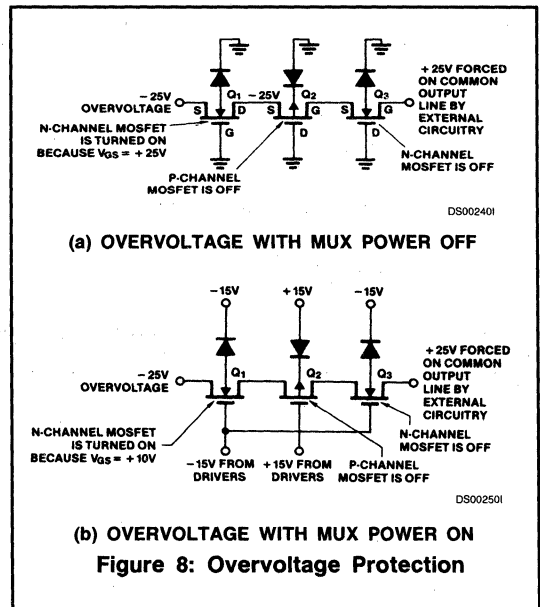 - 25V
OVERVOLTAGE
N-CHANNEL MOSFET
IS TURNED ON
BECAUSE VGS = + 25V
S
Q1
D
G
-25V
S
Q2
G
D
P-CHANNEL
MOSFET IS OFF
S
Q3
G
D
+ 25V FORCED
ON COMMON
OUTPUT
LINE BY
EXTERNAL
CIRCUITRY
N-CHANNEL
MOSFET IS OFF
DS00240I
(a) OVERVOLTAGE WITH MUX POWER OFF
- 15V
+ 15V
- 15V
- 25V
OVERVOLTAGE
Q1
Q2
Q3
+ 25V FORCED
ON COMMON
OUTPUT
LINE BY
EXTERNAL
CIRCUITRY
N-CHANNEL MOSFET
IS TURNED ON
BECAUSE VGS = + 10V
-15V FROM
DRIVERS
+15V FROM
DRIVERS
P-CHANNEL
MOSFET IS OFF
N-CHANNEL
MOSFET IS OFF
DS00250I
(b) OVERVOLTAGE WITH MUX POWER ON
Figure 8: Overvoltage Protection